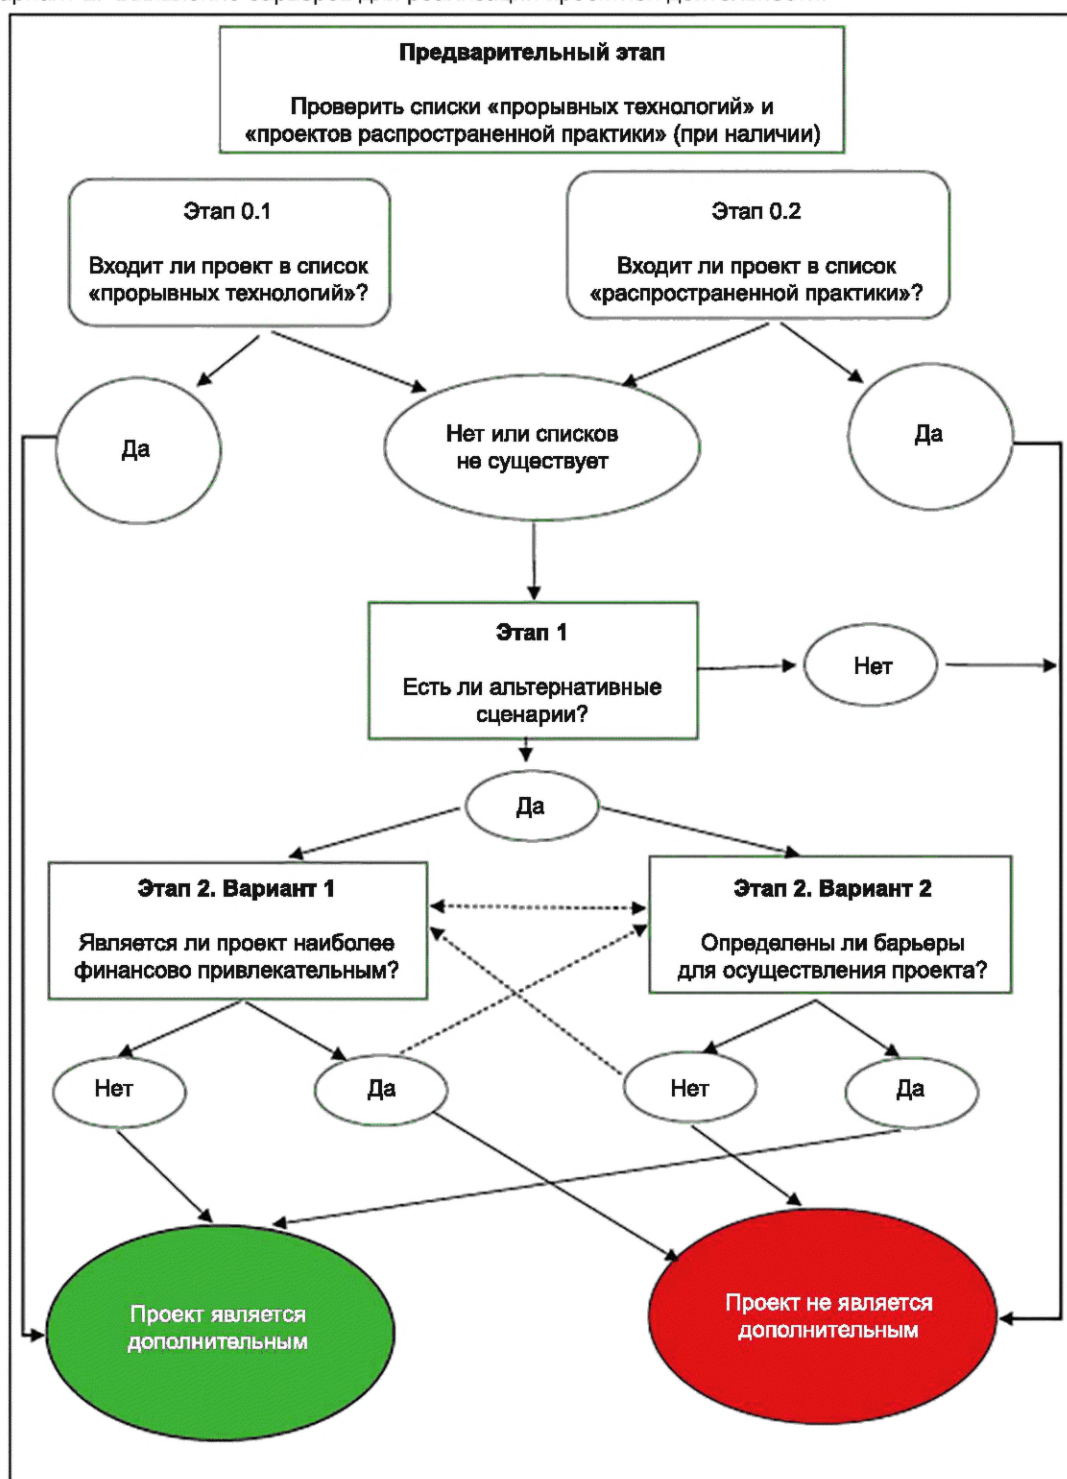 Предварительный этап
Проверить списки «прорывных технологий» и
«проектов распространенной практики» (при наличии)
Этап 0.1
Входит ли проект в список
«прорывных технологий»?
Этап 0.2
Входит ли проект в список
«распространенной практики»?
Да
Нет или списков
не существует
Да
Этап 1
Есть ли альтернативные
сценарии?
Нет
Да
Этап 2. Вариант 1
Является ли проект наиболее
финансово привлекательным?
Этап 2. Вариант 2
Определены ли барьеры
для осуществления проекта?
Нет
Да
Нет
Да
Проект является
дополнительным
Проект не является
дополнительным